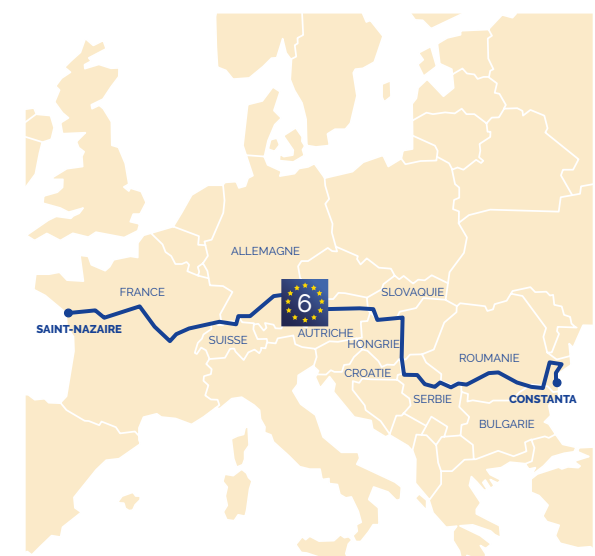 ALLEMAGNE
FRANCE
6
SLOVAQUIE
SAINT-NAZAIRE
AUTRICHE
SUISSE
HONGRIE
ROUMANIE
CROATIE
SERBIE
CONSTANTA
BULGARIE